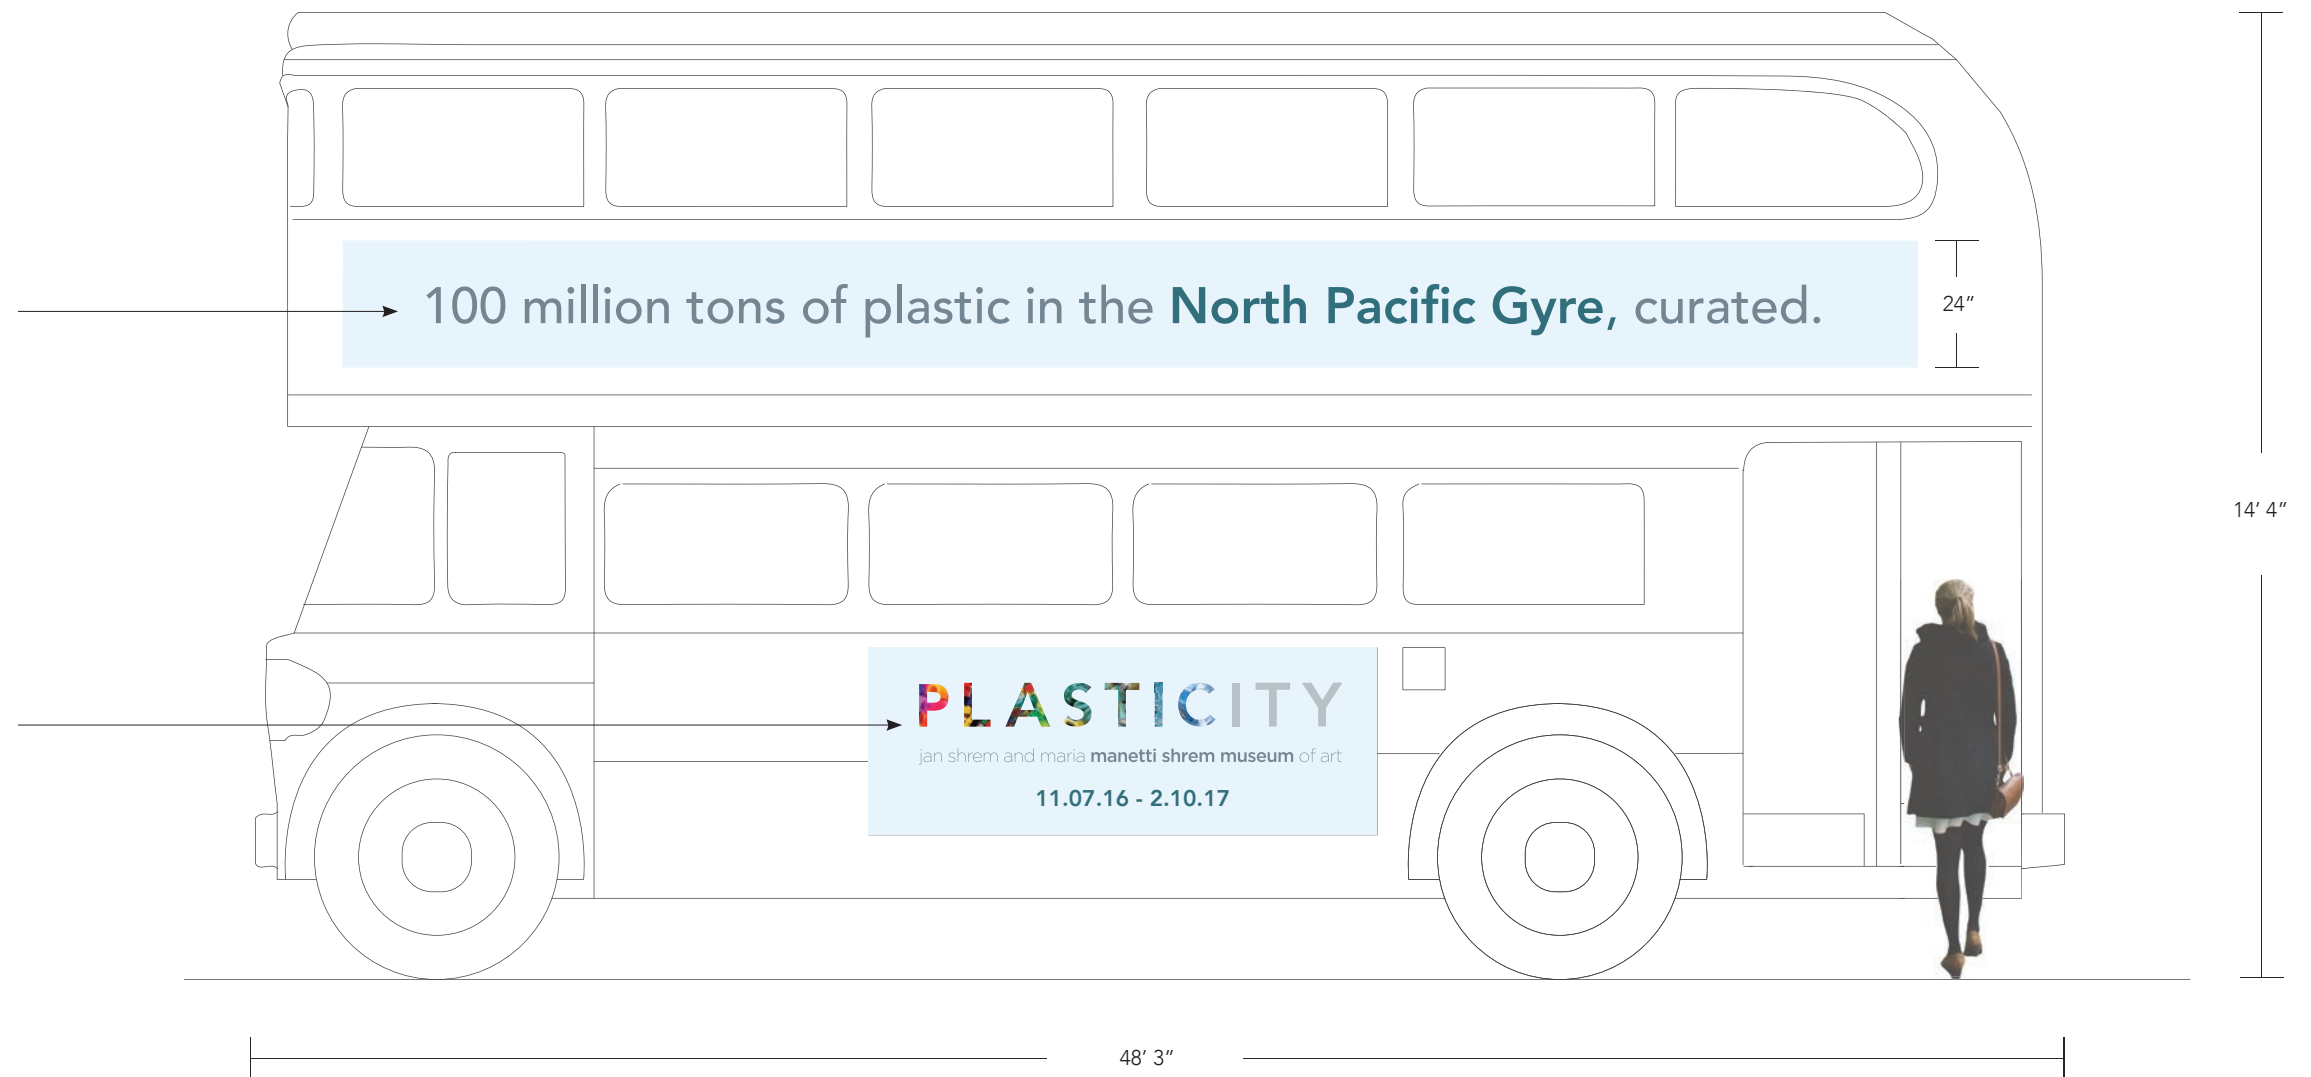 100 million tons of plastic in the North Pacific Gyre, curated.
24”
14’ 4”
PLASTICITY
jan shrem and maria manetti shrem museum of art
11.07.16 - 2.10.17
48’ 3”